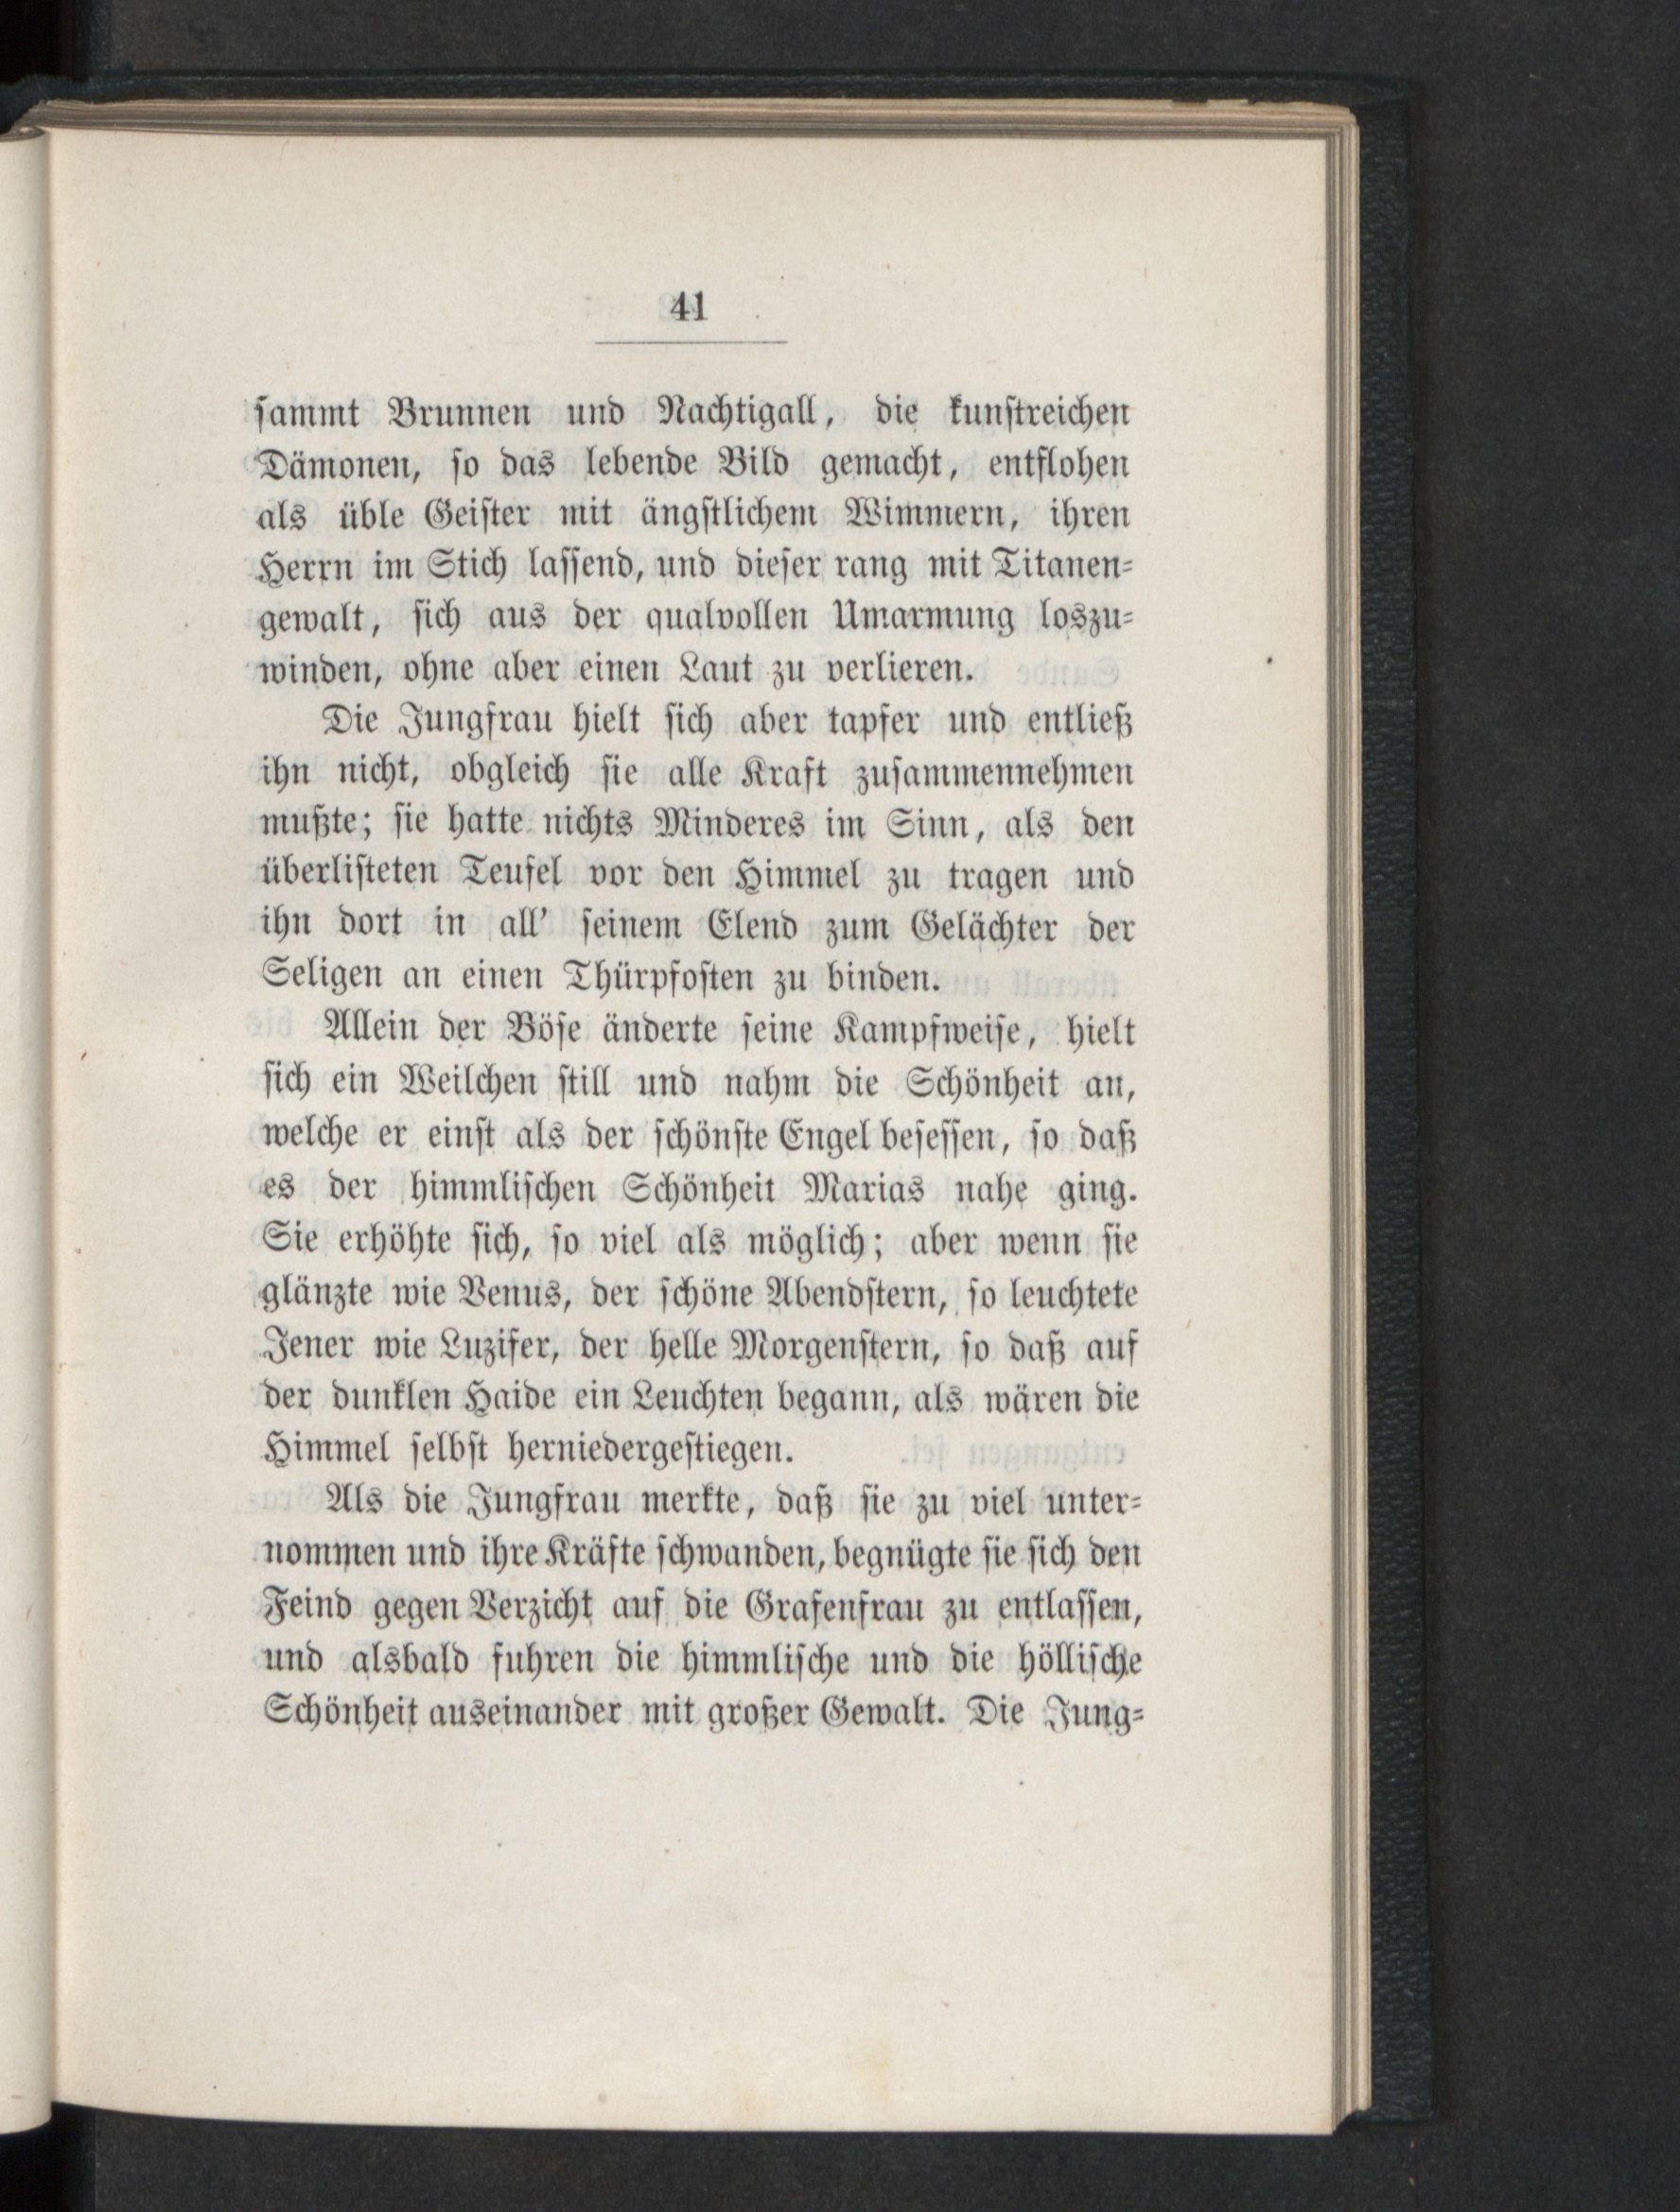 41
sammt Brunnen und Nachtigall, die kunstreichen
Dämonen, so das lebende Bild gemacht, entflohen
als üble Geister mit ängstlichem Wimmern, ihren
Herrn im Stich lassend, und dieser rang mit Titanen-
gewalt, sich aus der qualvollen Umarmung loszu-
winden, ohne aber einen Laut zu verlieren.
Die Jungfrau hielt sich aber tapfer und entließ
ihn nicht, obgleich sie alle Kraft zusammennehmen
mußte; sie hatte nichts Minderes im Sinn, als den
überlisteten Teufel vor den Himmel zu tragen und
ihn dort in all' seinem Elend zum Gelächter der
Seligen an einen Thürpfosten zu binden.
Allein der Böse änderte seine Kampfweise, hielt
sich ein Weilchen still und nahm die Schönheit an,
welche er einst als der schönste Engel besessen, so daß
es der himmlischen Schönheit Marias nahe ging.
Sie erhöhte sich, so viel als möglich; aber wenn sie
glänzte wie Venus, der schöne Abendstern, so leuchtete
Jener wie Luzifer, der helle Morgenstern, so daß auf
der dunklen Haide ein Leuchten begann, als wären die
Himmel selbst herniedergestiegen.
Als die Jungfrau merkte, daß sie zu viel unter-
nommen und ihre Kräfte schwanden, begnügte sie sich den
Feind gegen Verzicht auf die Grafenfrau zu entlassen,
und alsbald fuhren die himmlische und die höllische
Schönheit auseinander mit großer Gewalt. Die Jung-